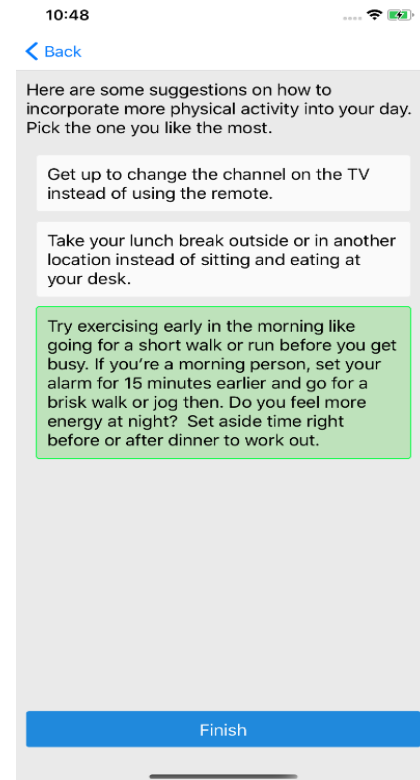 10:48
Back
Here are some suggestions on how to
incorporate more physical activity into your day.
Pick the one you like the most.
Get up to change the channel on the TV
instead of using the remote.
Take your lunch break outside or in another
location instead of sitting and eating at
your desk.
Try exercising early in the morning like
going for a short walk or run before you get
busy. If you’re a morning person, set your
alarm for 15 minutes earlier and go for a
brisk walk or jog then. Do you feel more
energy at night?  Set aside time right
before or after dinner to work out.
Finish